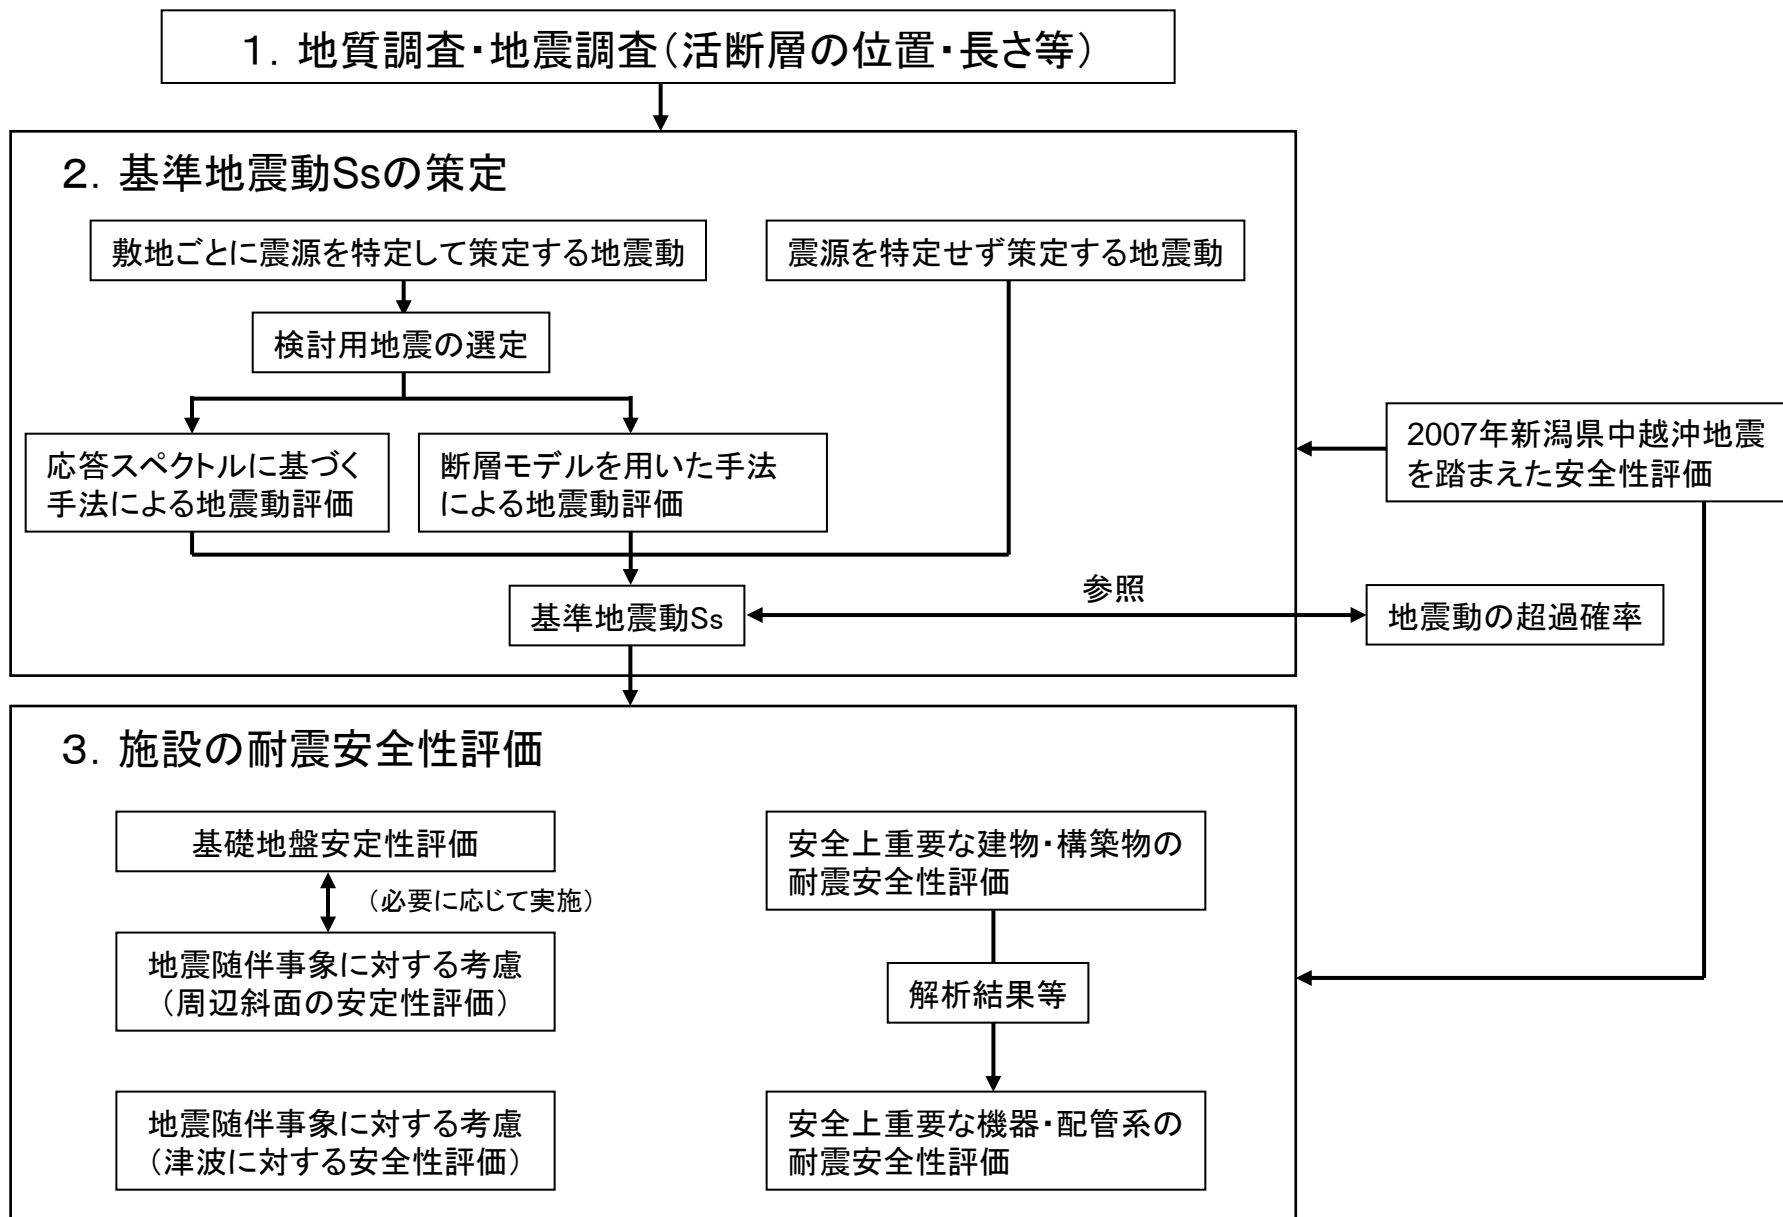 1．地質調査・地震調査（活断層の位置・長さ等）
2．基準地震動Ssの策定
敷地ごとに震源を特定して策定する地震動
震源を特定せず策定する地震動
検討用地震の選定
応答スペクトルに基づく
手法による地震動評価
断層モデルを用いた手法
による地震動評価
2007年新潟県中越沖地震
を踏まえた安全性評価
参照
基準地震動Ss
地震動の超過確率
3．施設の耐震安全性評価
基礎地盤安定性評価
（必要に応じて実施）
地震随伴事象に対する考慮
（周辺斜面の安定性評価）
地震随伴事象に対する考慮
（津波に対する安全性評価）
安全上重要な建物・構築物の
耐震安全性評価
解析結果等
安全上重要な機器・配管系の
耐震安全性評価